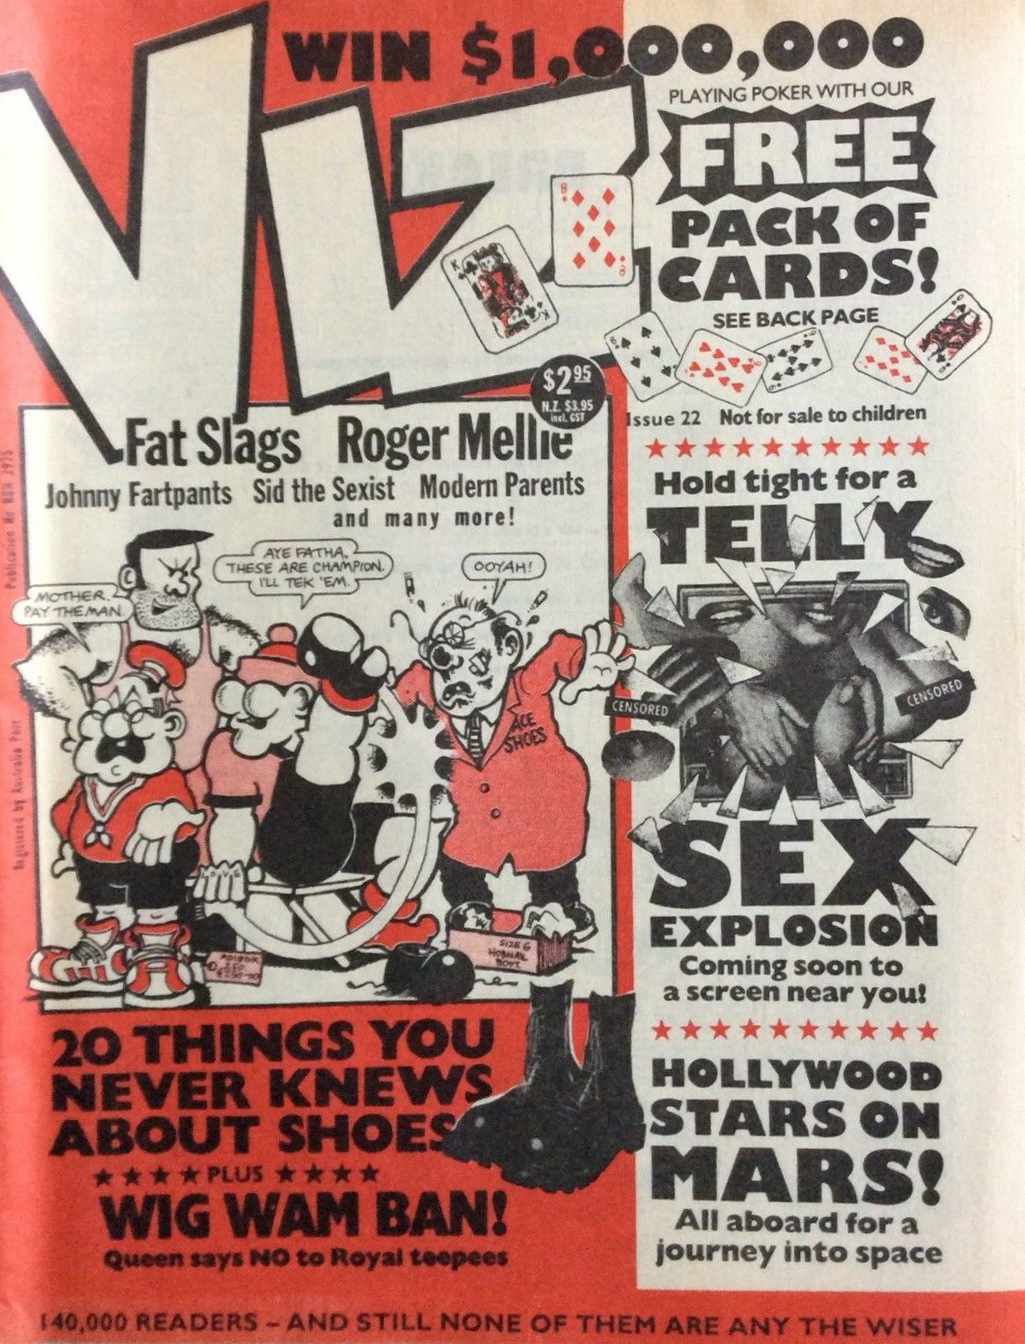 WIN $1,000,000
VIZ
PLAYING POKER WITH OUR
FREE
PACK OF
CARDS!
SEE BACK PAGE
$2.95
N.Z. $3.95
incl. GST
Issue 22 Not for sale to children
Fat Slags Roger Mellie
Johnny Fartpants Sid the Sexist Modern Parents
and many more!
MOTHER.
PAY THE MAN
AYE FATHA.
THESE ARE CHAMPION.
I'LL TEK 'EM.
OOYAH!
ACE
SHOES
SIZE 6
HOBNAIL
BOOT
Hold tight for a
TELLY
CENSORED
CENSORED
SEX
EXPLOSION
Coming soon to
a screen near you!
HOLLYWOOD
STARS ON
MARS!
All aboard for a
journey into space
20 THINGS YOU
NEVER KNEWS
ABOUT SHOES
PLUS
WIG WAM BAN!
Queen says NO to Royal teepees
Registered by Australia Post
Publication No
140,000 READERS – AND STILL NONE OF THEM ARE ANY THE WISER